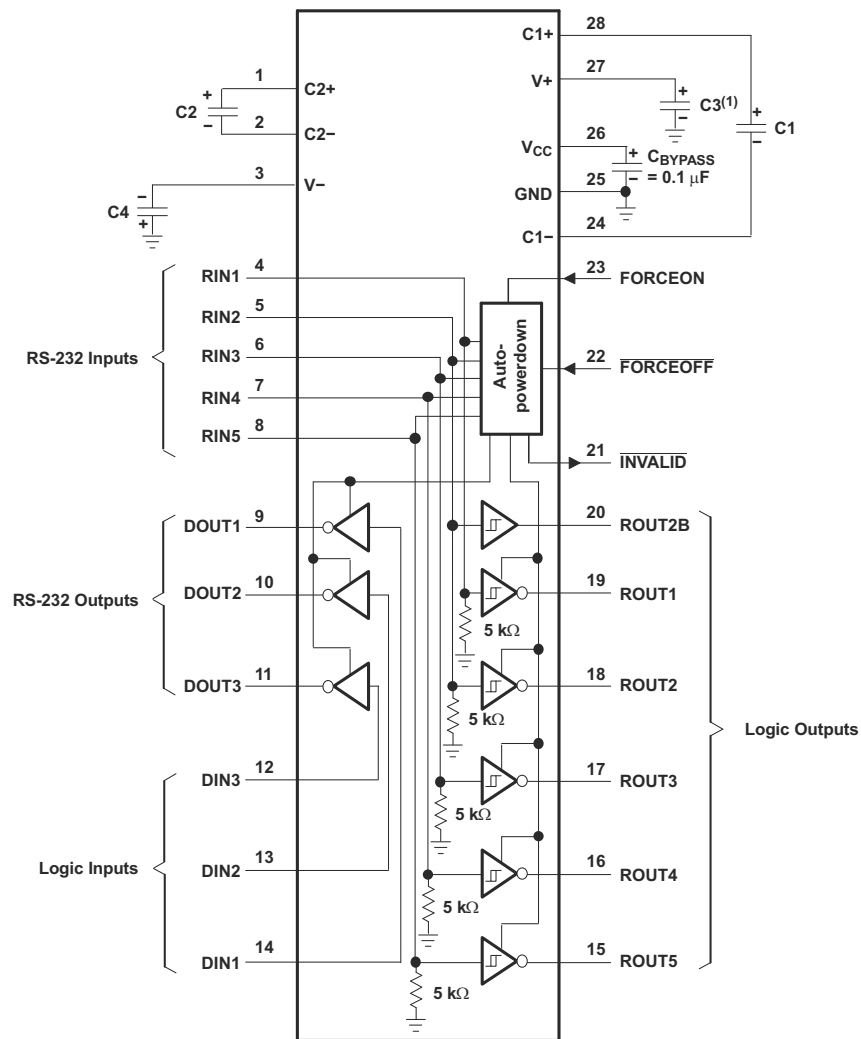 28
C1+
1
C2+
27
V+
+
C2
−
+
−
C3(1)
+
−
C1
2
C2−
26
VCC
+
−
CBYPASS
= 0.1 μF
3
V−
25
GND
−
C4
+
24
C1−
4
RIN1
23
FORCEON
5
RIN2
RS-232 Inputs
6
RIN3
Auto-
powerdown
22
FORCEOFF
7
RIN4
8
RIN5
21
INVALID
9
DOUT1
20
ROUT2B
RS-232 Outputs
10
DOUT2
19
ROUT1
5 kΩ
11
DOUT3
18
ROUT2
5 kΩ
Logic Outputs
12
DIN3
17
ROUT3
5 kΩ
Logic Inputs
13
DIN2
16
ROUT4
5 kΩ
14
DIN1
15
ROUT5
5 kΩ